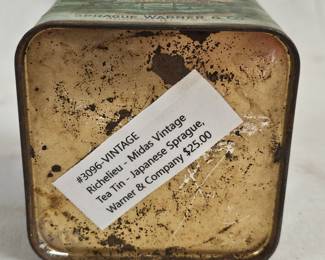 SPRAGUE WARNER & C
#3096-VINTAGE
Richelieu - Midas Vintage
Tea Tin - Japanese Sprague,
Warner & Company $25.00